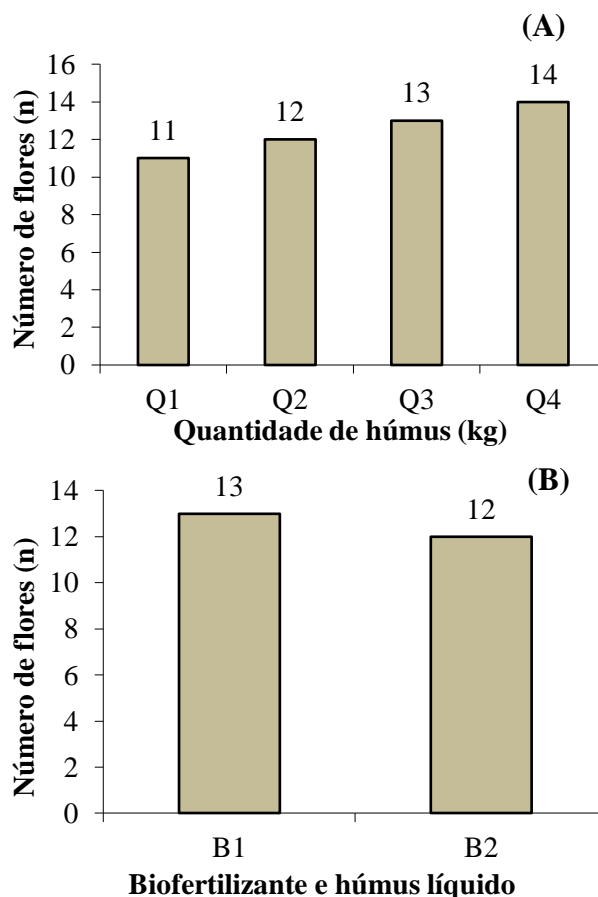 (A)
Número de flores (n)
16
14
12
10
8
6
4
2
0
11
12
13
14
Q1 Q2 Q3 Q4
Quantidade de húmus (kg)
(B)
Número de flores (n)
14
12
10
8
6
4
2
0
13
12
B1 B2
Biofertilizante e húmus líquido